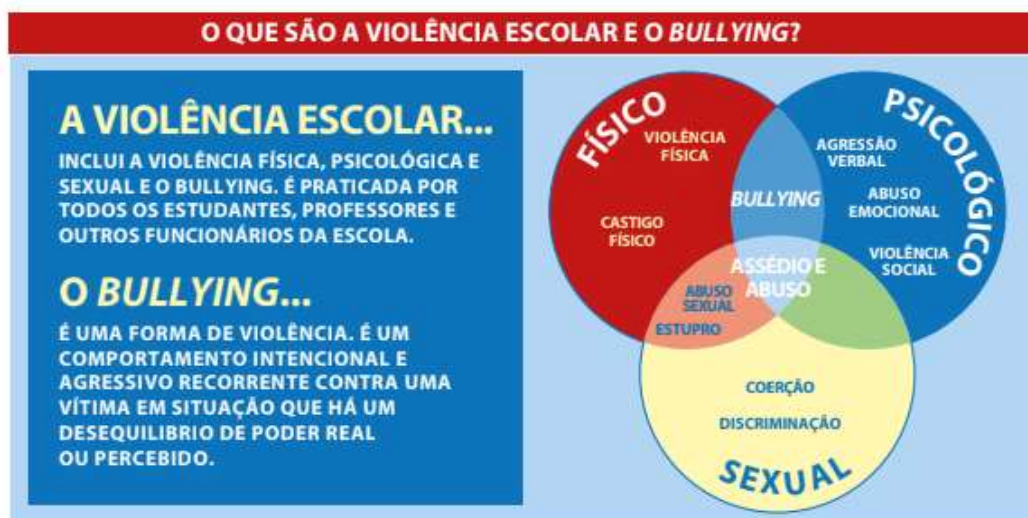 O QUE SÃO A VIOLÊNCIA ESCOLAR E O BULLYING?
A VIOLÊNCIA ESCOLAR...
INCLUI A VIOLÊNCIA FÍSICA, PSICOLÓGICA E
SEXUAL E O BULLYING. É PRATICADA POR
TODOS OS ESTUDANTES, PROFESSORES E
OUTROS FUNCIONÁRIOS DA ESCOLA.
O BULLYING...
É UMA FORMA DE VIOLÊNCIA. É UM
COMPORTAMENTO INTENCIONAL E
AGRESSIVO RECORRENTE CONTRA UMA
VÍTIMA EM SITUAÇÃO QUE HÁ UM
DESEQUILIBRIO DE PODER REAL
OU PERCEBIDO.
FÍSICO
VIOLÊNCIA
FÍSICA
CASTIGO
FÍSICO
BULLYING
PSICOLÓGICO
AGRESSÃO
VERBAL
ABUSO
EMOCIONAL
VIOLÊNCIA
SOCIAL
ASSÉDIO E
ABUSO
ABUSO
SEXUAL
ESTUPRO
COERÇÃO
DISCRIMINAÇÃO
SEXUAL